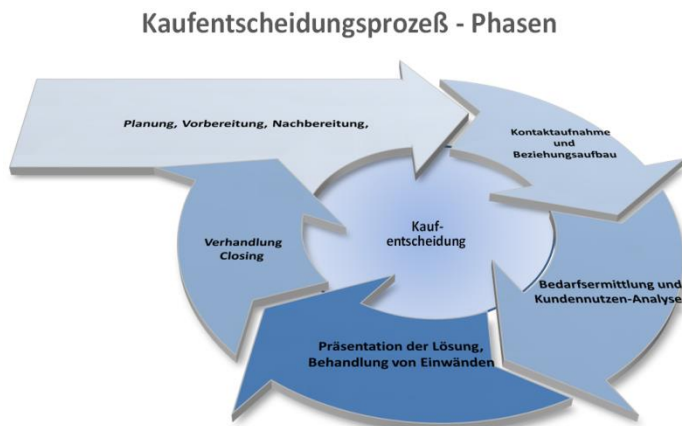 Kaufentscheidungsprozeß - Phasen
Planung, Vorbereitung, Nachbereitung,
Kontaktaufnahme
und
Beziehungsaufbau
Kauf-
entscheidung
Verhandlung
Closing
Bedarfsermittlung und
Kundennutzen-Analyse
Präsentation der Lösung,
Behandlung von Einwänden